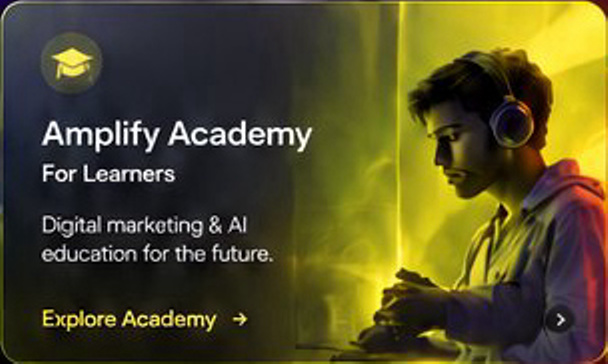 Amplify Academy
For Learners
Digital marketing & AI
education for the future.
Explore Academy →